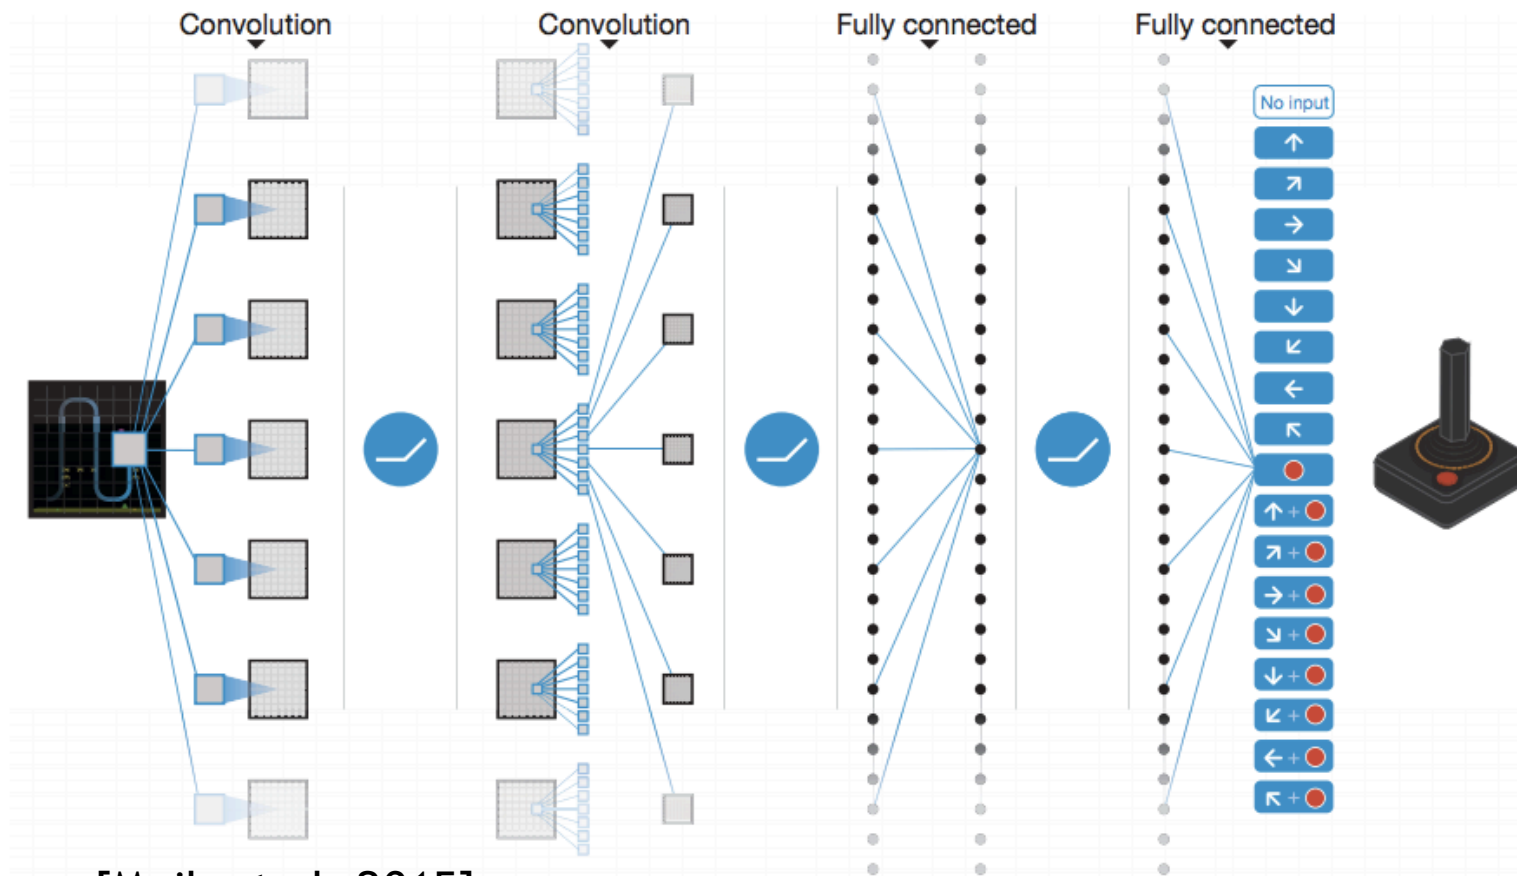 Convolution
Convolution
Fully connected
Fully connected
No input
+
+
+
+
+
+
+
+